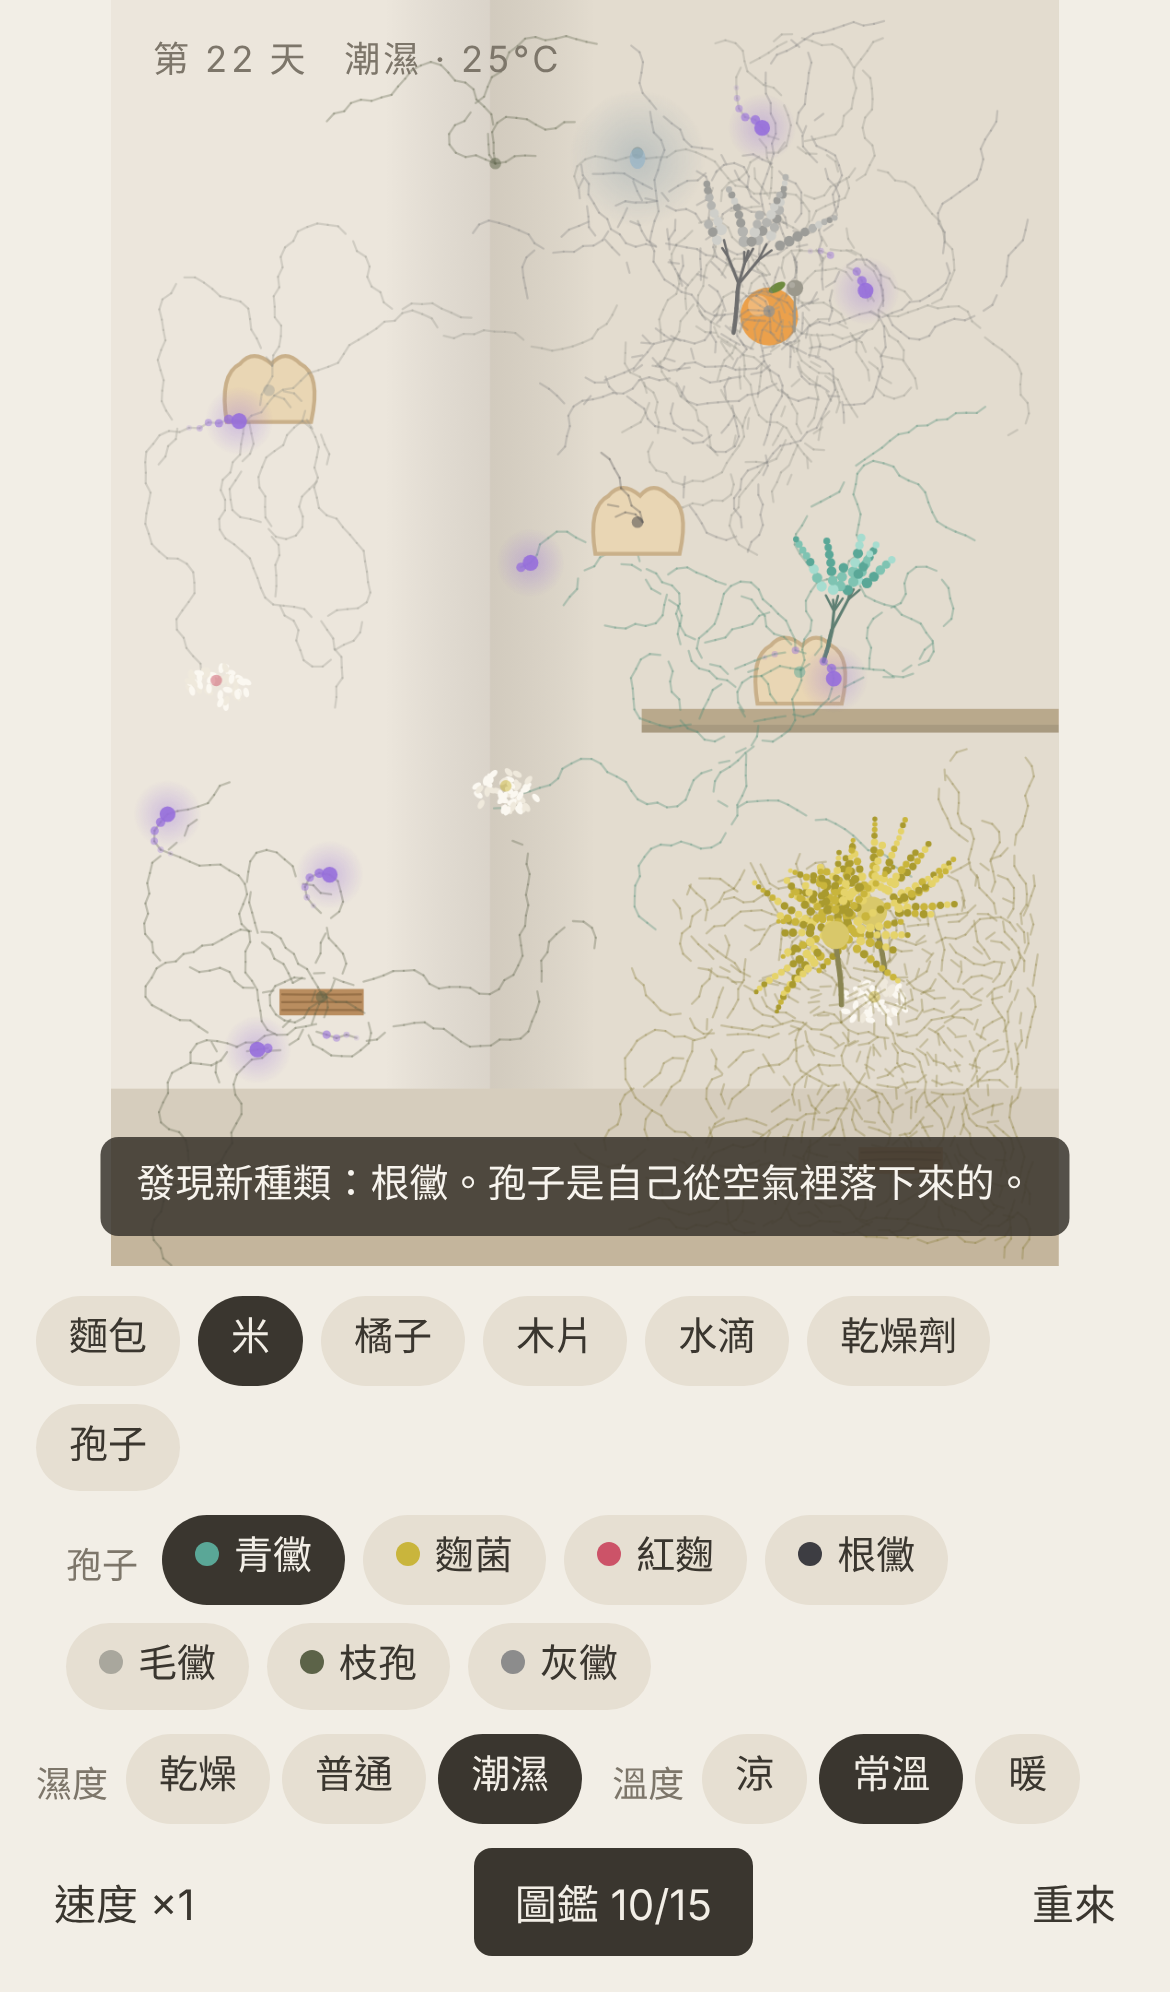 第 22 天　潮濕 · 25°C
發現新種類：根黴。孢子是自己從空氣裡落下來的。
麵包 米 橘子 木片 水滴 乾燥劑
孢子
孢子 青黴 麴菌 紅麴 根黴
毛黴 枝孢 灰黴
濕度 乾燥 普通 潮濕 溫度 涼 常溫 暖
速度 ×1 圖鑑 10/15 重來